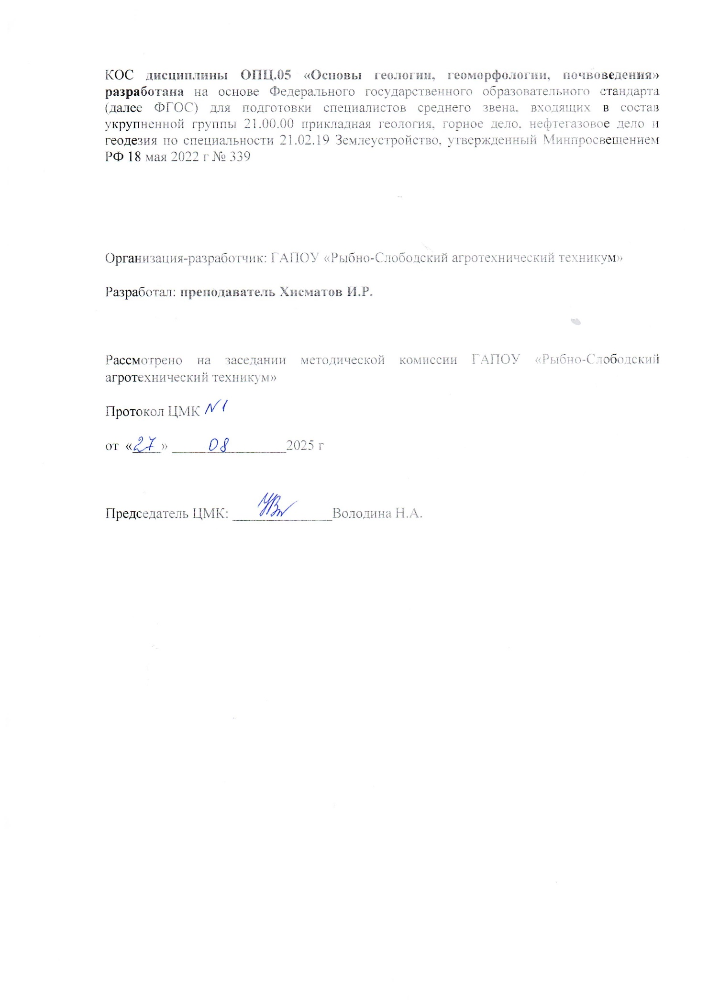 КОС дисциплины ОПЦ.05 «Основы геологии, геоморфологии, почвоведения»
разработана на основе Федерального государственного образовательного стандарта
(далее ФГОС) для подготовки специалистов среднего звена, входящих в состав
укрупненной группы 21.00.00 прикладная геология, горное дело, нефтегазовое дело и
геодезия по специальности 21.02.19 Землеустройство, утвержденный Минпросвещением
РФ 18 мая 2022 г № 339
Организация-разработчик: ГАПОУ «Рыбно-Слободский агротехнический техникум»
Разработал: преподаватель Хисматов И.Р.
Рассмотрено на заседании методической комиссии ГАПОУ «Рыбно-Слободский
агротехнический техникум»
Протокол ЦМК N 1
от «27» 08 2025 г
Председатель ЦМК: Володина Н.А.